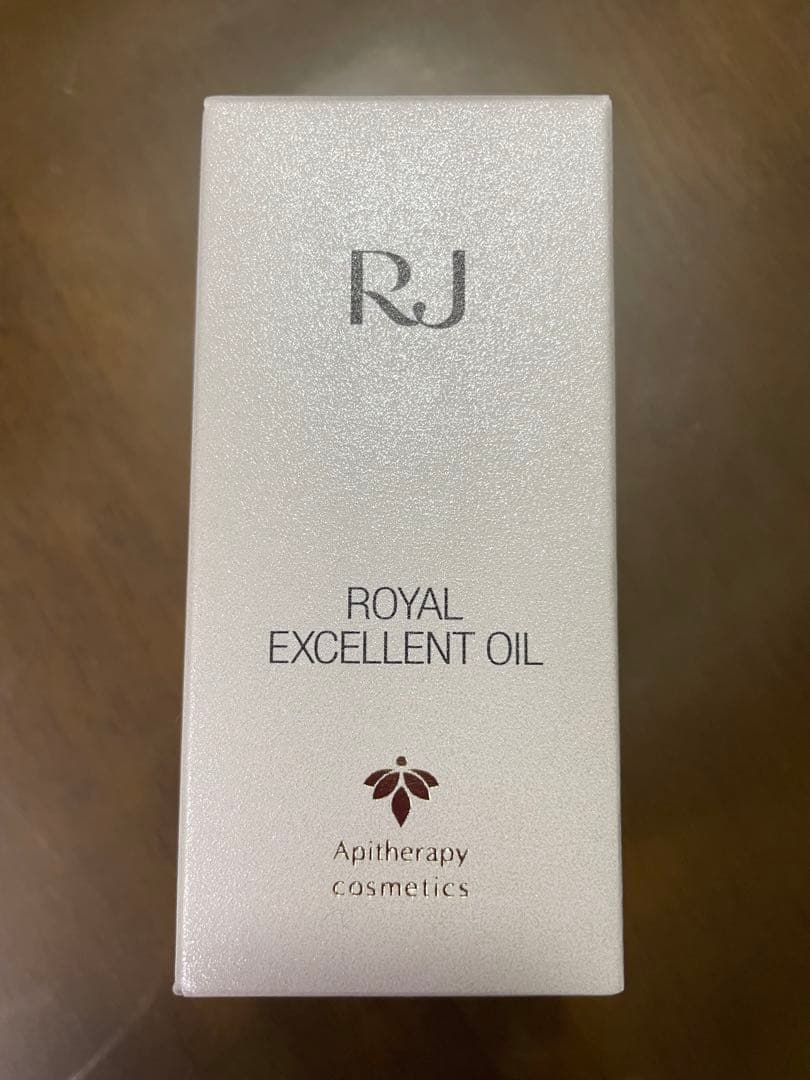 RJ
ROYAL
EXCELLENT OIL
Apitherapy
cosmetics